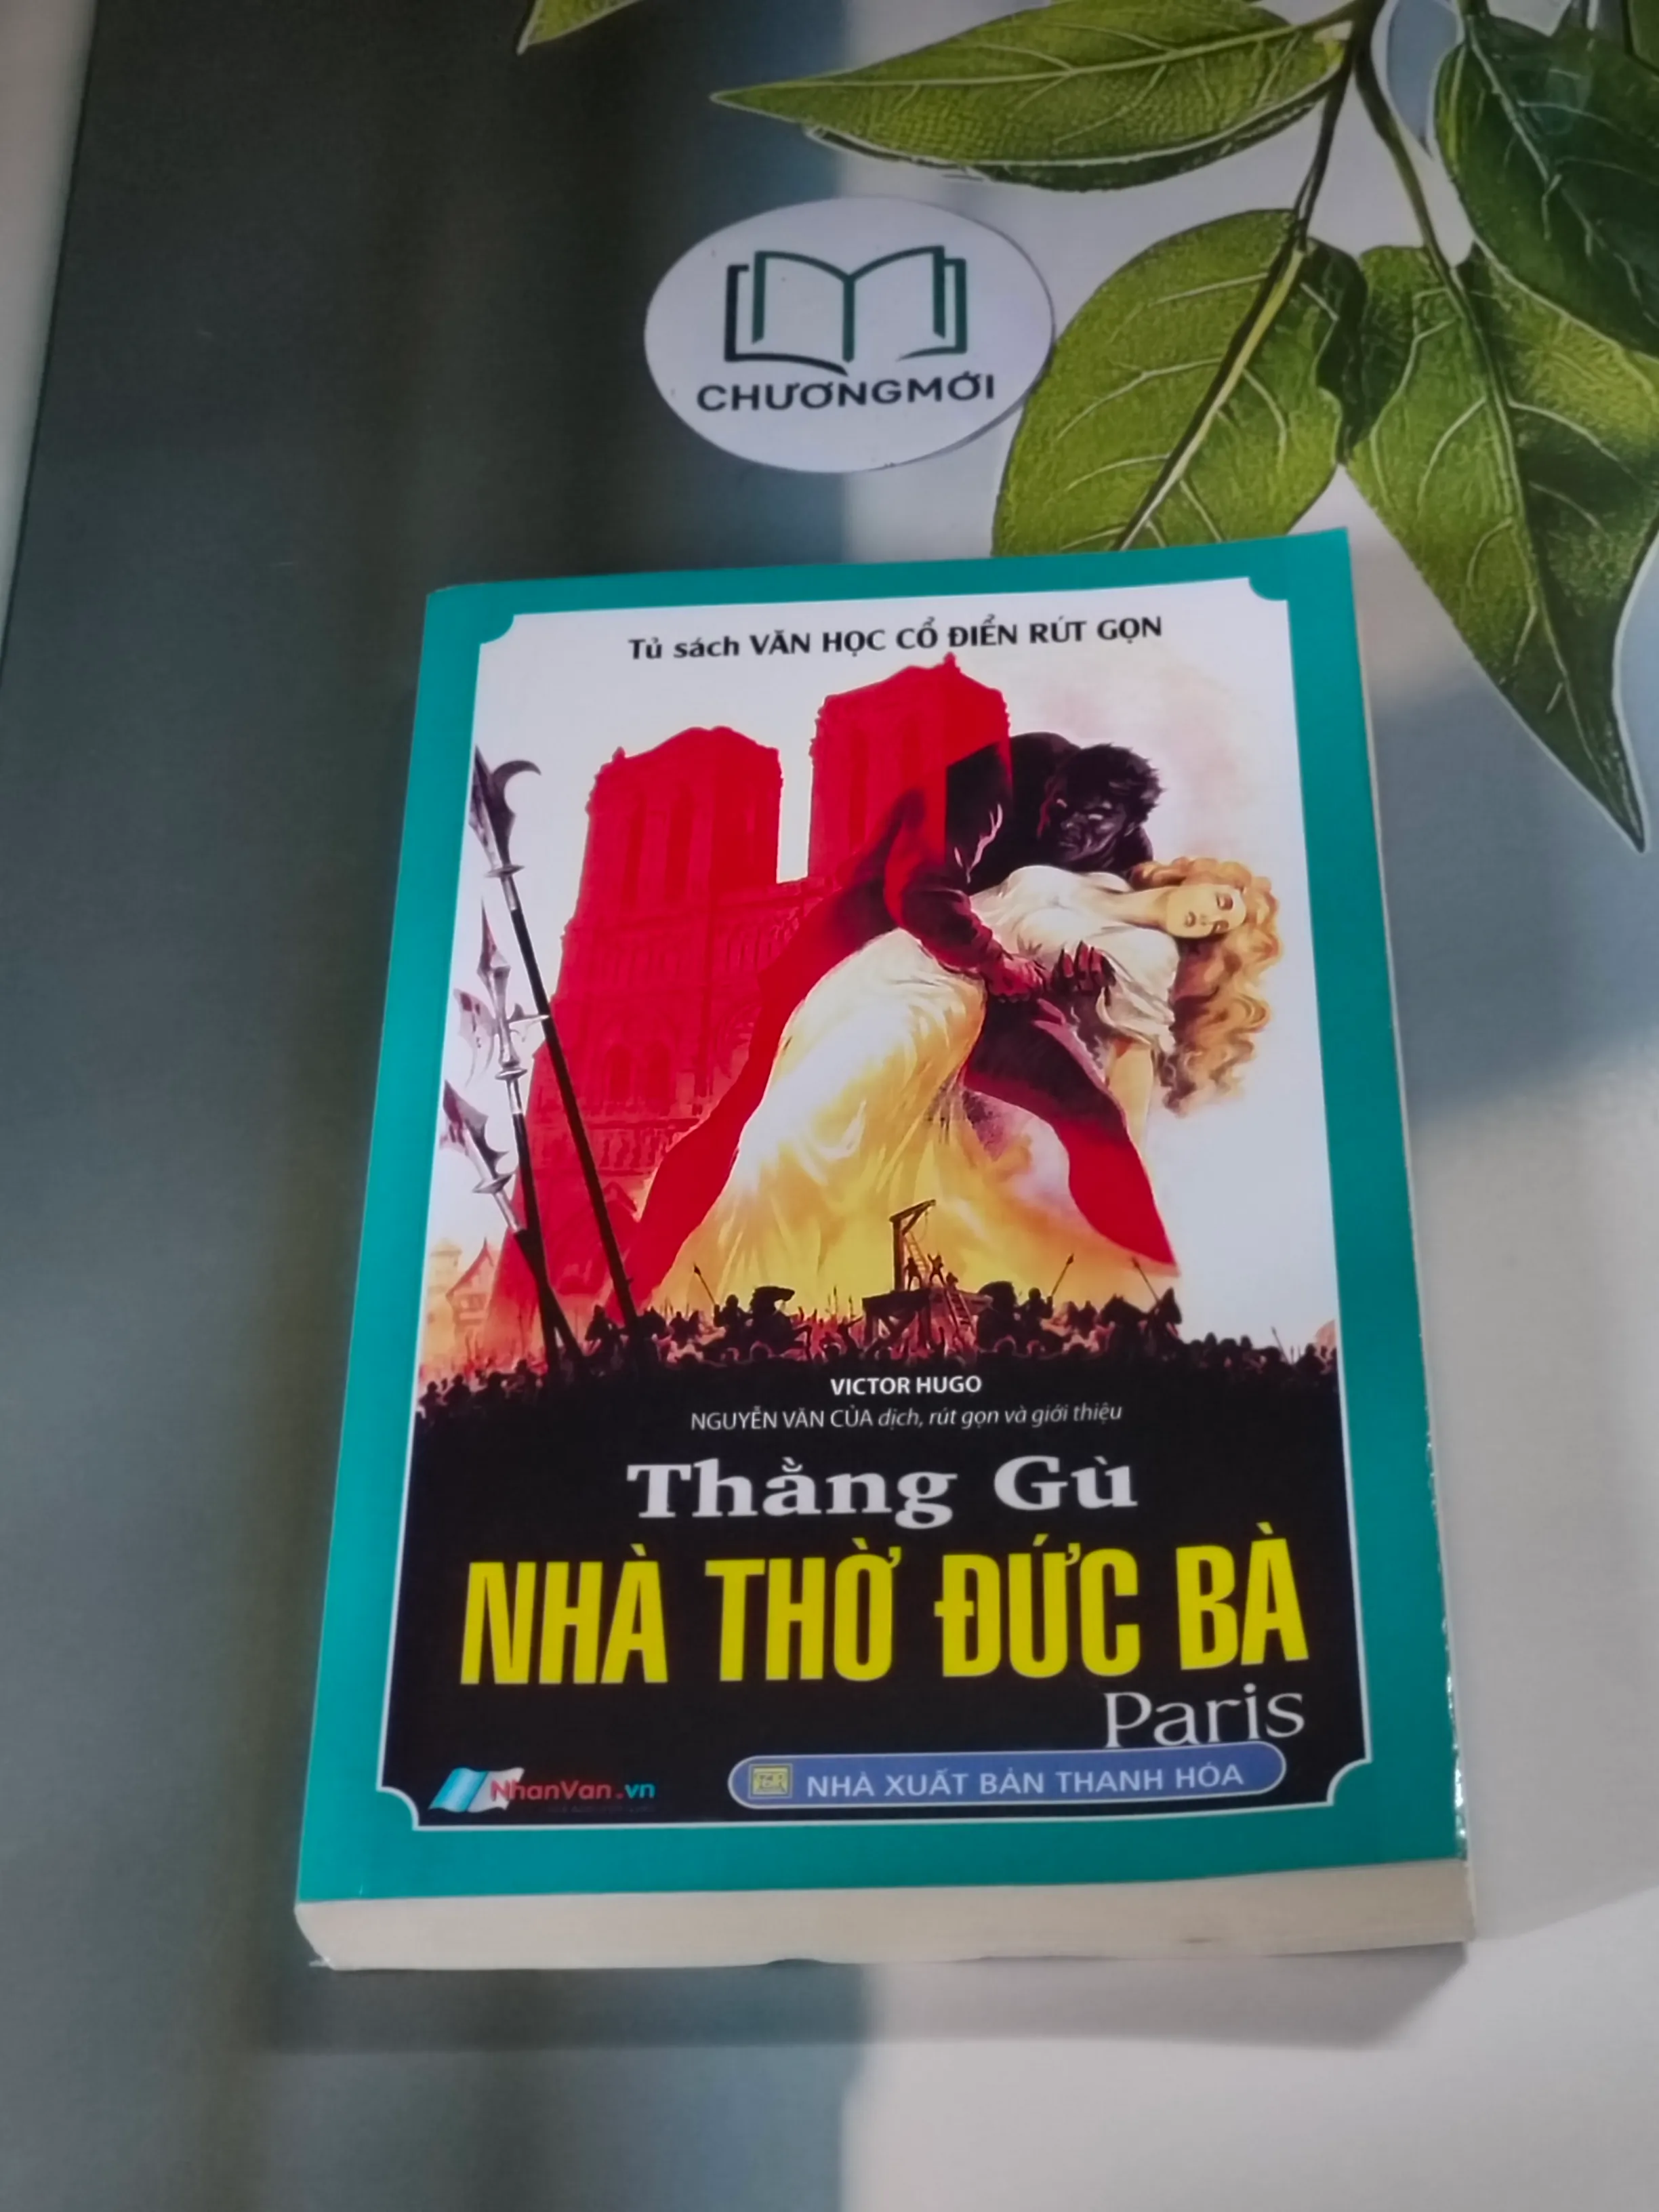 CHƯƠNGMỚI
Tủ sách VĂN HỌC CỔ ĐIỂN RÚT GỌN
VICTOR HUGO
NGUYỄN VĂN CỦA dịch, rút gọn và giới thiệu
Thằng Gù
NHÀ THỜ ĐỨC BÀ
Paris
NhanVan.vn
NHÀ XUẤT BẢN THANH HÓA